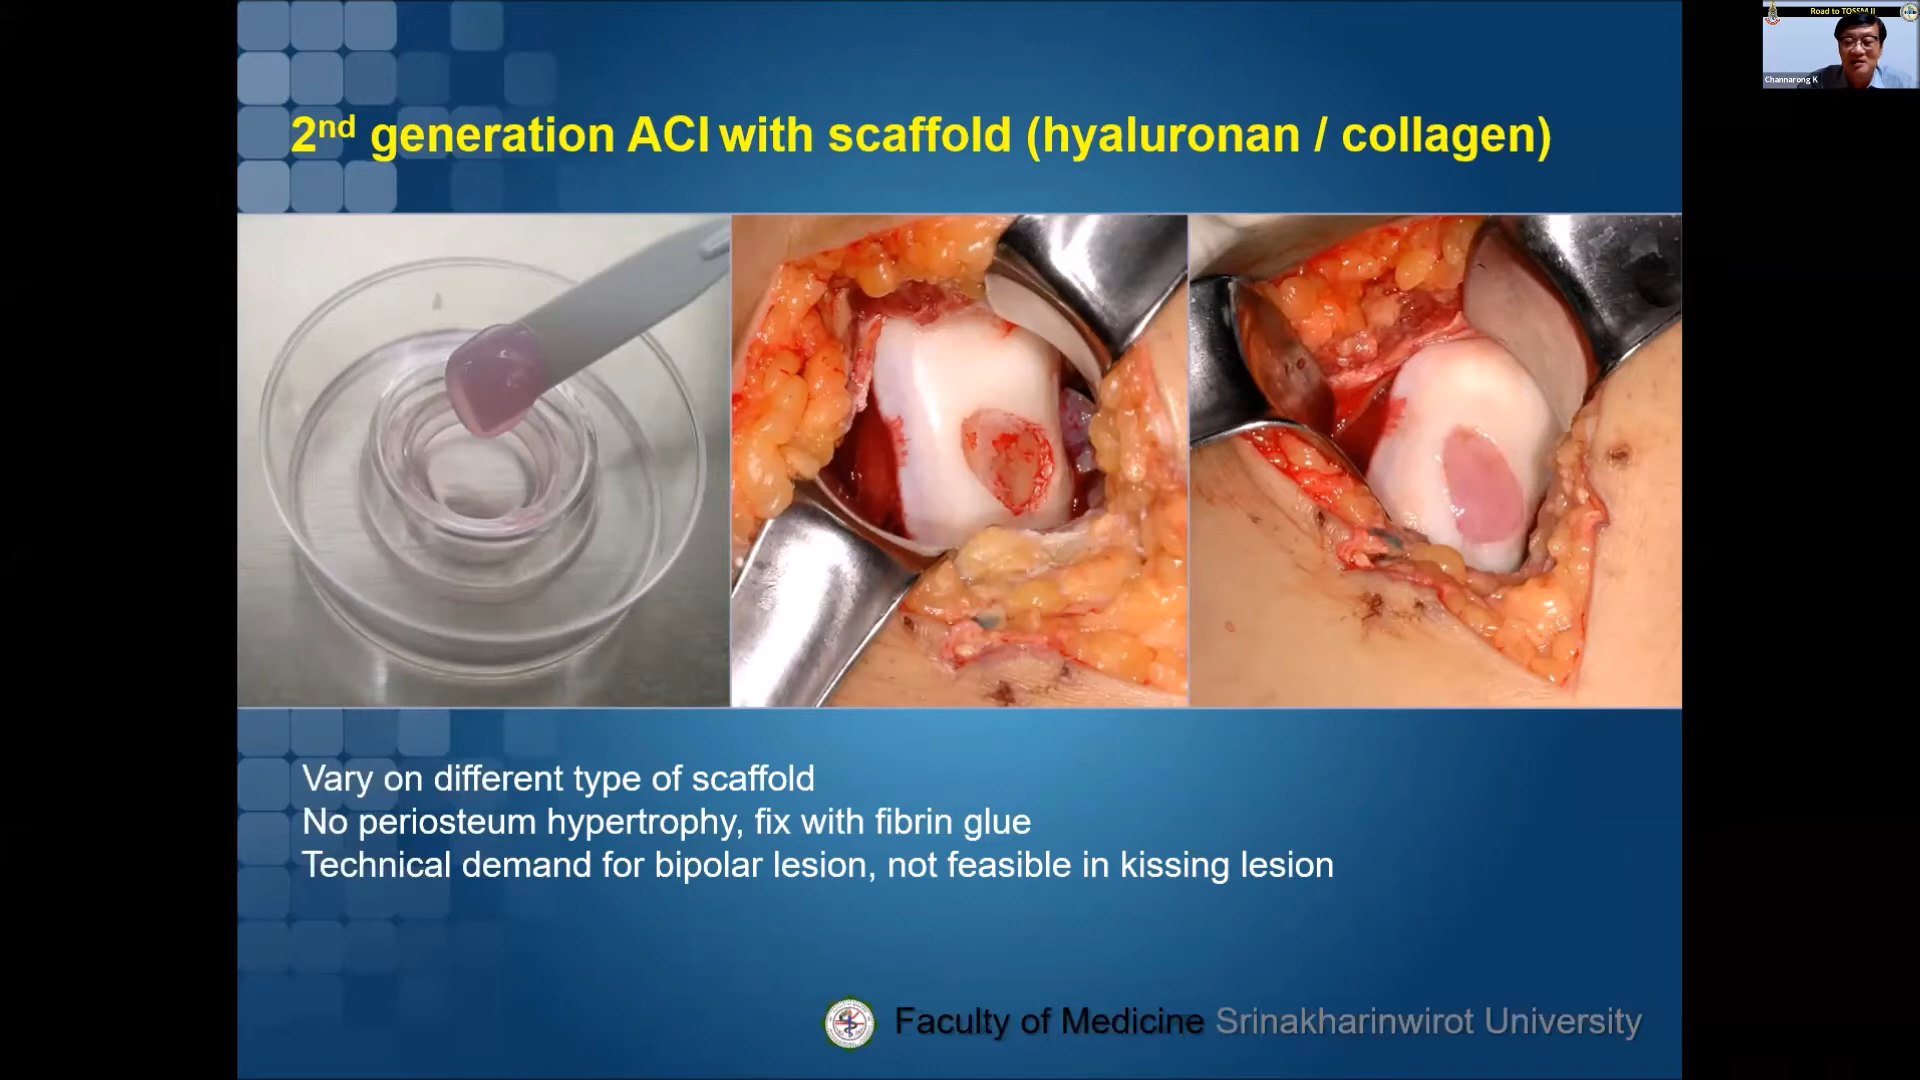 Road to TOSSM II
Channarong K
2nd generation ACI with scaffold (hyaluronan / collagen)
Vary on different type of scaffold
No periosteum hypertrophy, fix with fibrin glue
Technical demand for bipolar lesion, not feasible in kissing lesion
Faculty of Medicine Srinakharinwirot University